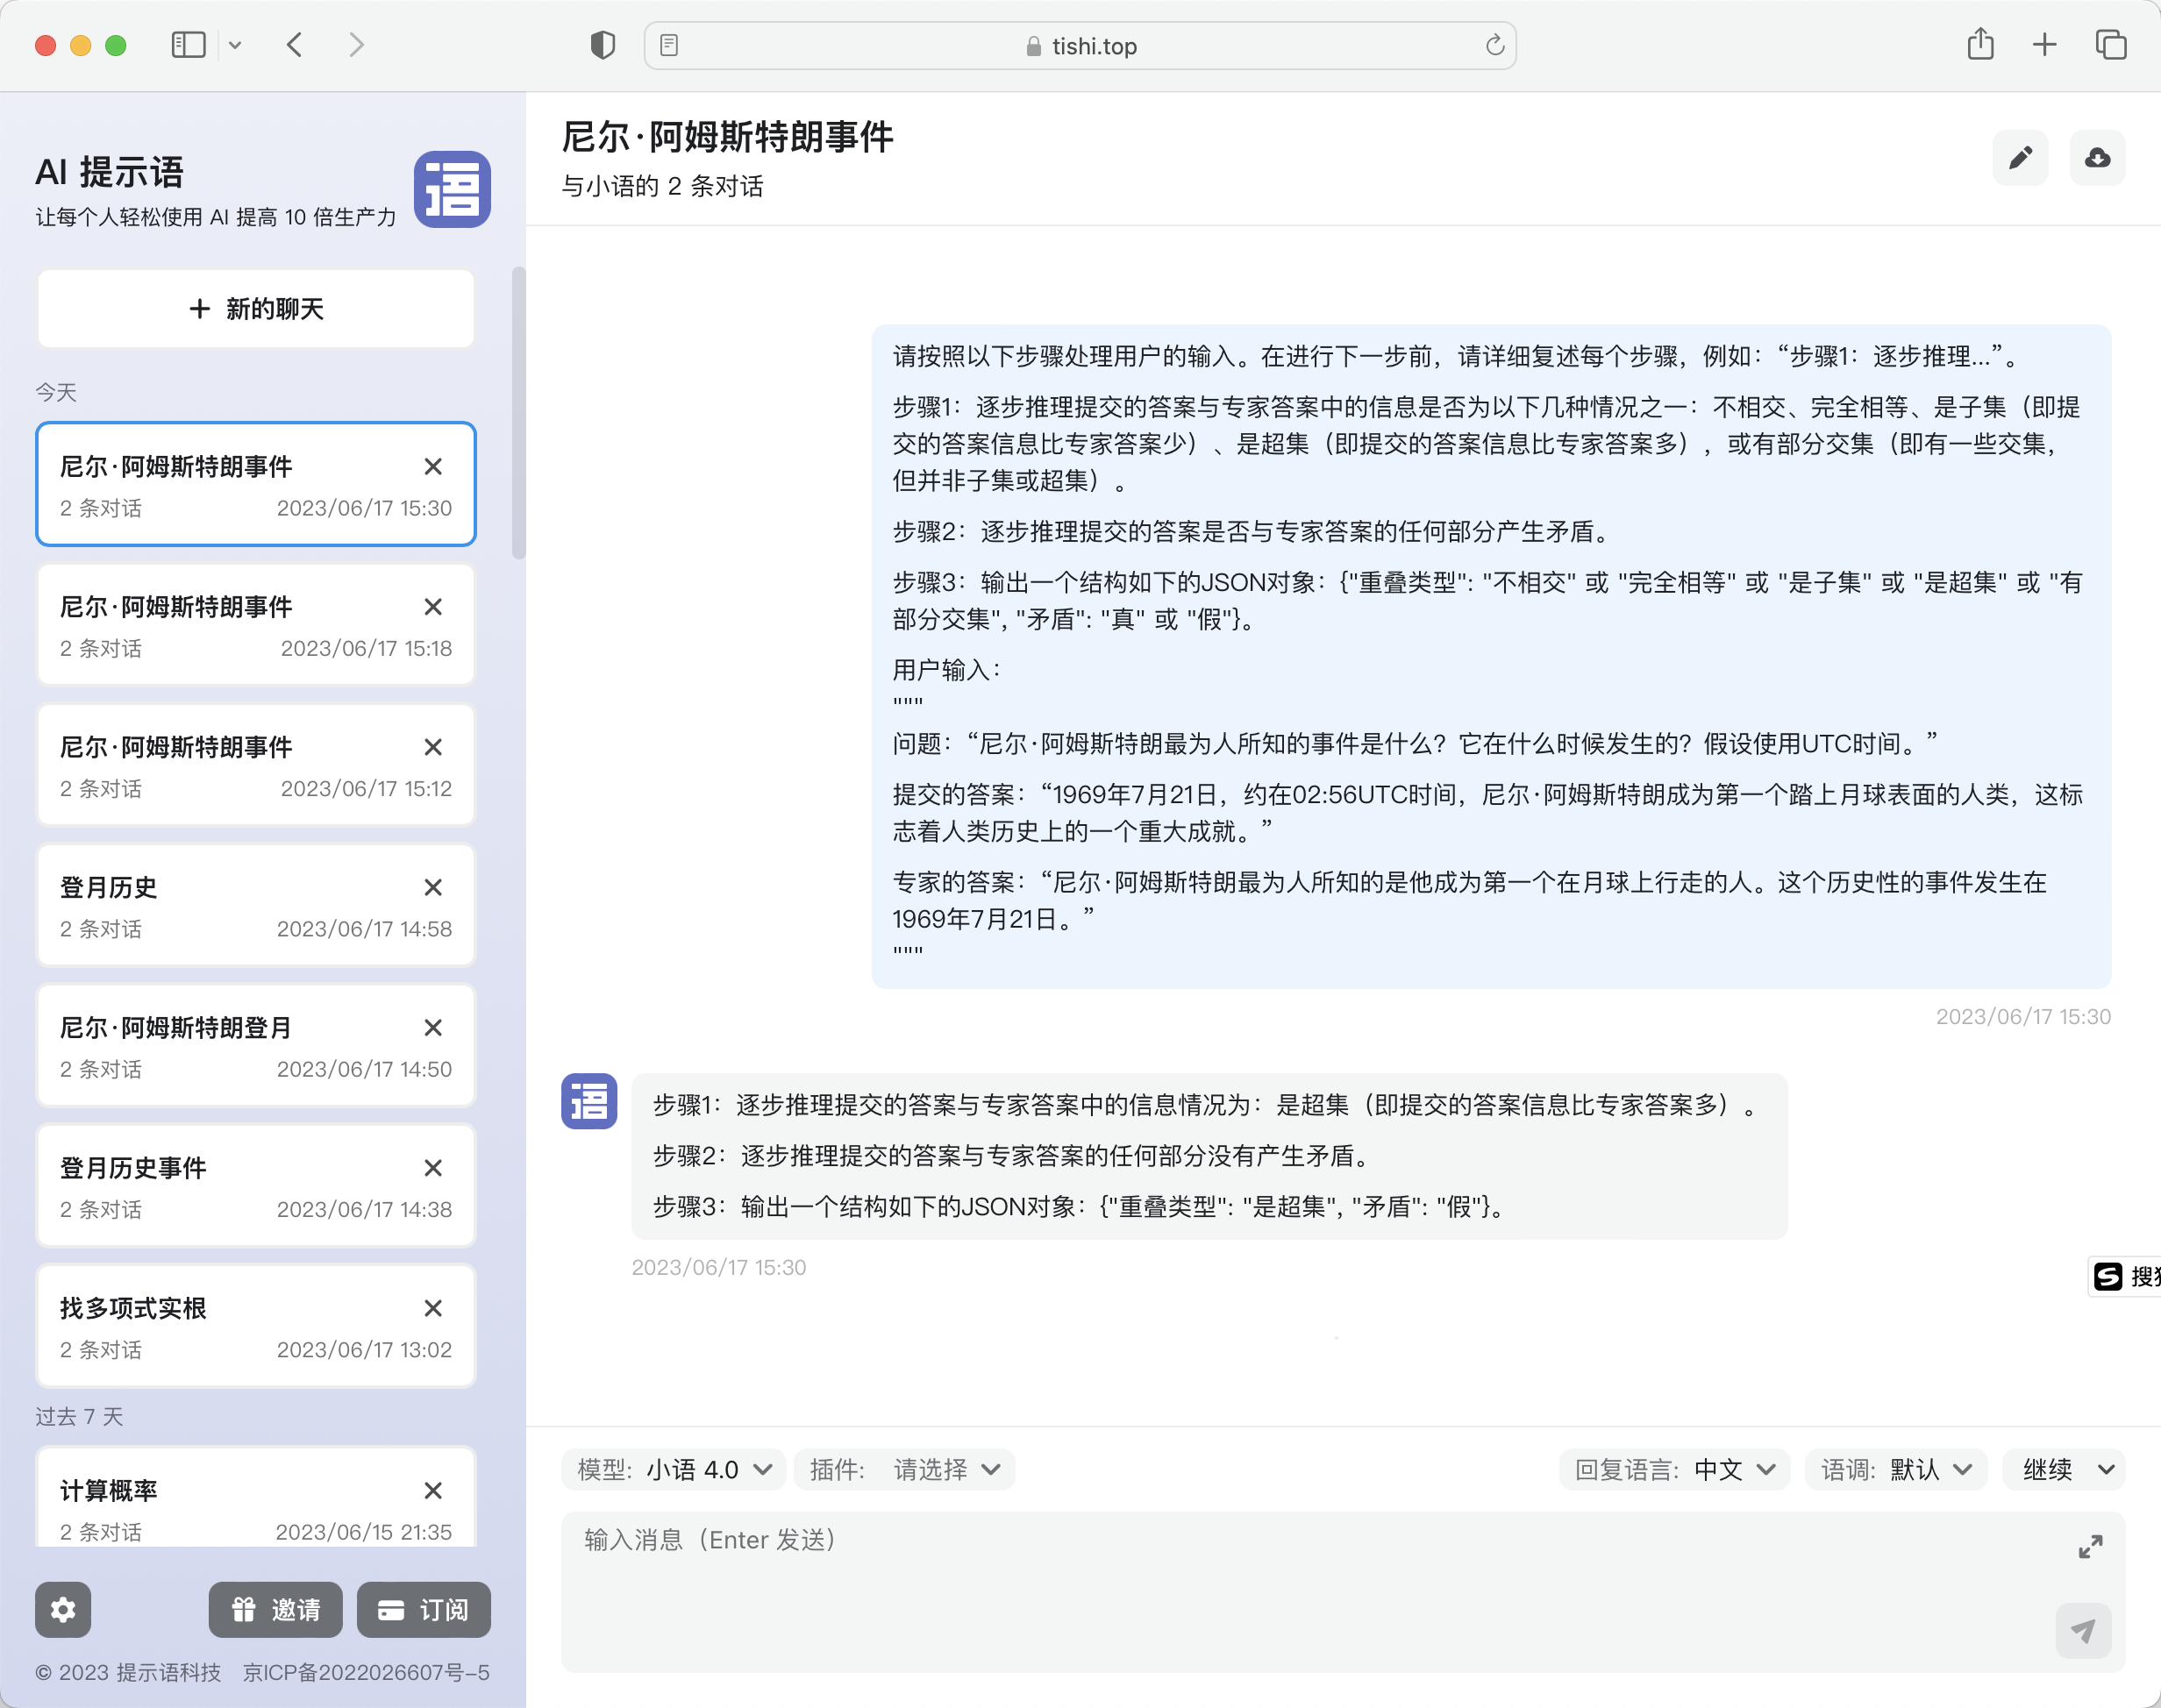 tishi.top
AI 提示语
让每个人轻松使用 AI 提高 10 倍生产力
语
新的聊天
今天
尼尔·阿姆斯特朗事件
2 条对话 2023/06/17 15:30
尼尔·阿姆斯特朗事件
2 条对话 2023/06/17 15:18
尼尔·阿姆斯特朗事件
2 条对话 2023/06/17 15:12
登月历史
2 条对话 2023/06/17 14:58
尼尔·阿姆斯特朗登月
2 条对话 2023/06/17 14:50
登月历史事件
2 条对话 2023/06/17 14:38
找多项式实根
2 条对话 2023/06/17 13:02
过去 7 天
计算概率
2 条对话 2023/06/15 21:35
邀请 订阅
© 2023 提示语科技 京ICP备2022026607号-5
尼尔·阿姆斯特朗事件
与小语的 2 条对话
请按照以下步骤处理用户的输入。在进行下一步前，请详细复述每个步骤，例如：“步骤1：逐步推理...”。
步骤1：逐步推理提交的答案与专家答案中的信息是否为以下几种情况之一：不相交、完全相等、是子集（即提
交的答案信息比专家答案少）、是超集（即提交的答案信息比专家答案多），或有部分交集（即有一些交集，
但并非子集或超集）。
步骤2：逐步推理提交的答案是否与专家答案的任何部分产生矛盾。
步骤3：输出一个结构如下的JSON对象：{"重叠类型": "不相交" 或 "完全相等" 或 "是子集" 或 "是超集" 或 "有
部分交集", "矛盾": "真" 或 "假"}。
用户输入：
"""
问题：“尼尔·阿姆斯特朗最为人所知的事件是什么？它在什么时候发生的？假设使用UTC时间。”
提交的答案：“1969年7月21日，约在02:56UTC时间，尼尔·阿姆斯特朗成为第一个踏上月球表面的人类，这标
志着人类历史上的一个重大成就。”
专家的答案：“尼尔·阿姆斯特朗最为人所知的是他成为第一个在月球上行走的人。这个历史性的事件发生在
1969年7月21日。”
"""
2023/06/17 15:30
语
步骤1：逐步推理提交的答案与专家答案中的信息情况为：是超集（即提交的答案信息比专家答案多）。
步骤2：逐步推理提交的答案与专家答案的任何部分没有产生矛盾。
步骤3：输出一个结构如下的JSON对象：{"重叠类型": "是超集", "矛盾": "假"}。
2023/06/17 15:30
模型: 小语 4.0 插件: 请选择 回复语言: 中文 语调: 默认 继续
输入消息（Enter 发送）